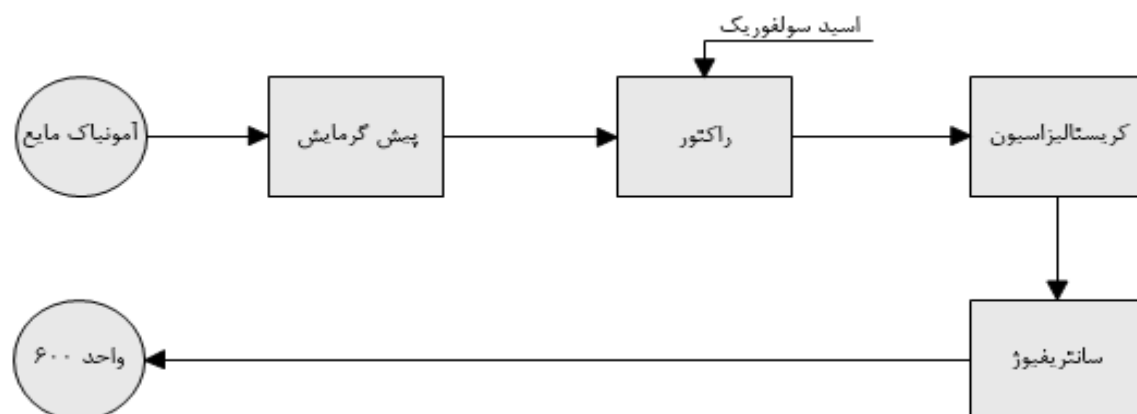 اسید سولفوریک
آمونیاک مایع
پیش گرمایش
راکتور
کریستالیزاسیون
سانتریفیوژ
واحد ۶۰۰